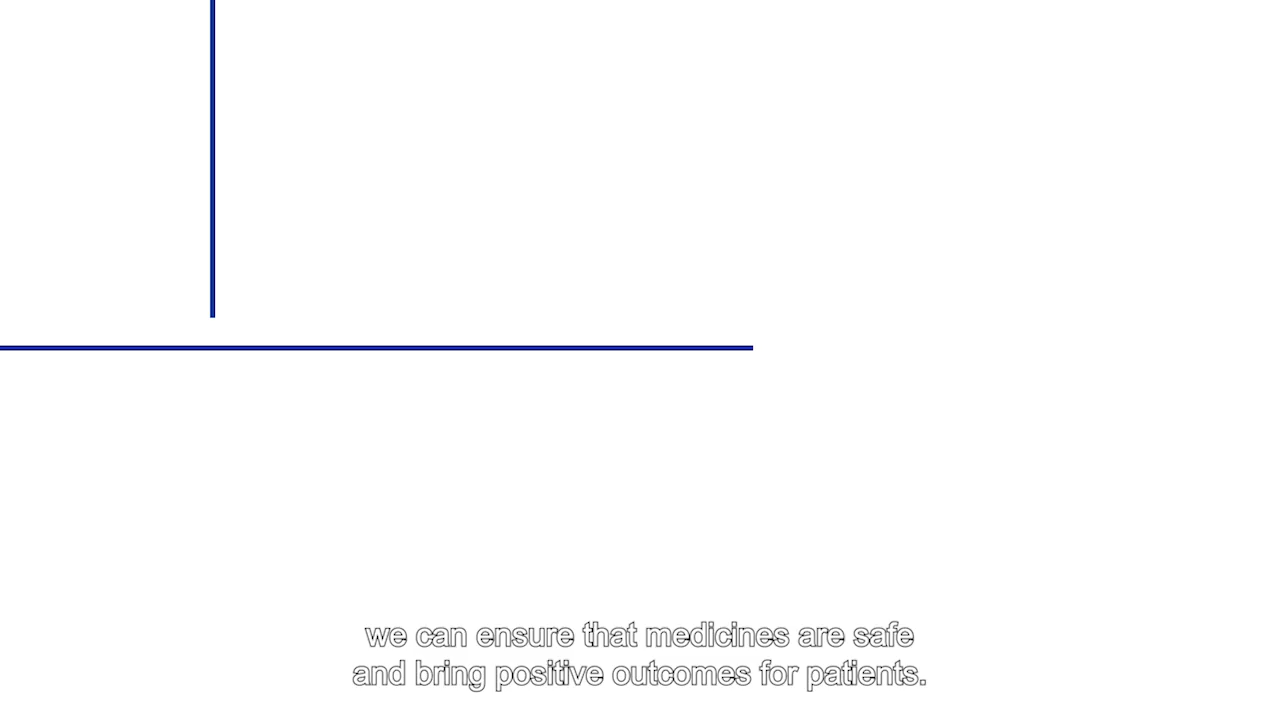 we can ensure that medicines are safe
and bring positive outcomes for patients.